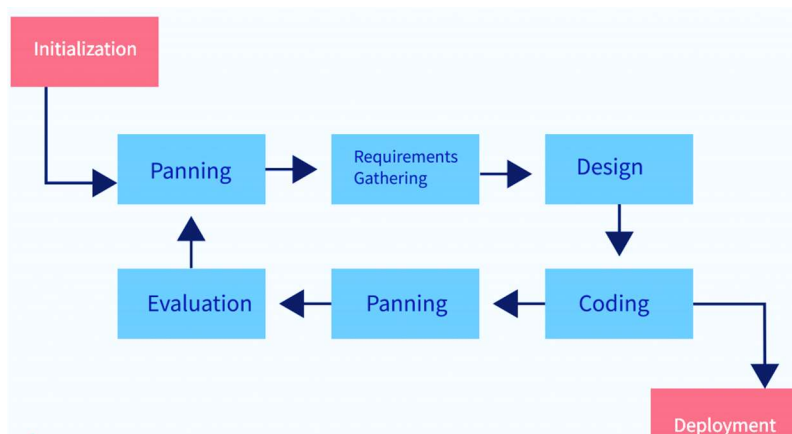 Initialization
Panning
Requirements
Gathering
Design
Evaluation
Panning
Coding
Deployment